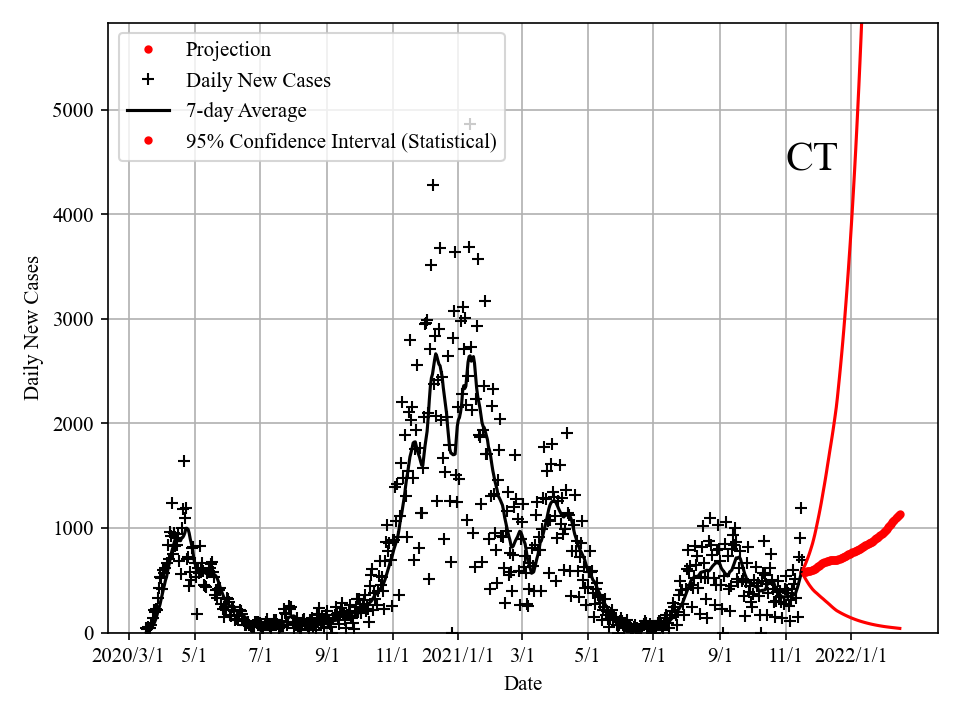 Projection
Daily New Cases
7-day Average
95% Confidence Interval (Statistical)
CT
5000
4000
3000
2000
1000
0
Daily New Cases
2020/3/1 5/1 7/1 9/1 11/1 2021/1/1 3/1 5/1 7/1 9/1 11/1 2022/1/1
Date